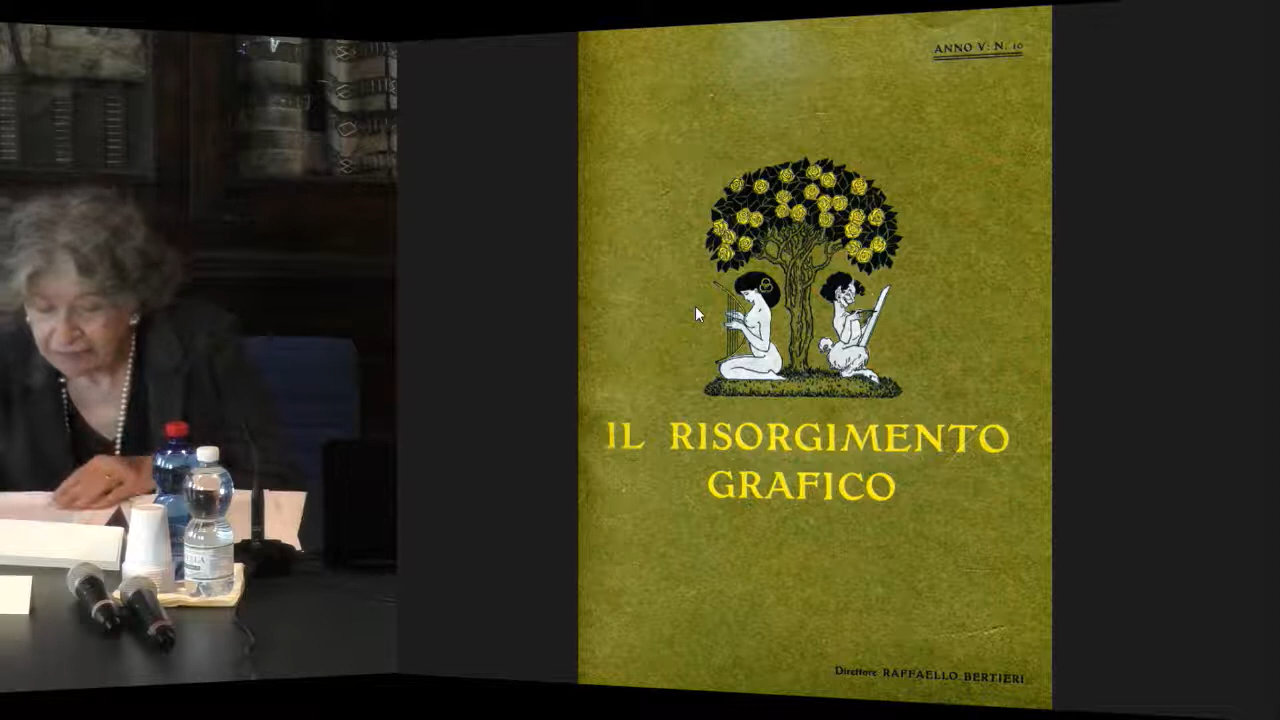 ANNO V: N. 10
IL RISORGIMENTO
GRAFICO
Direttore RAFFAELLO BERTIERI